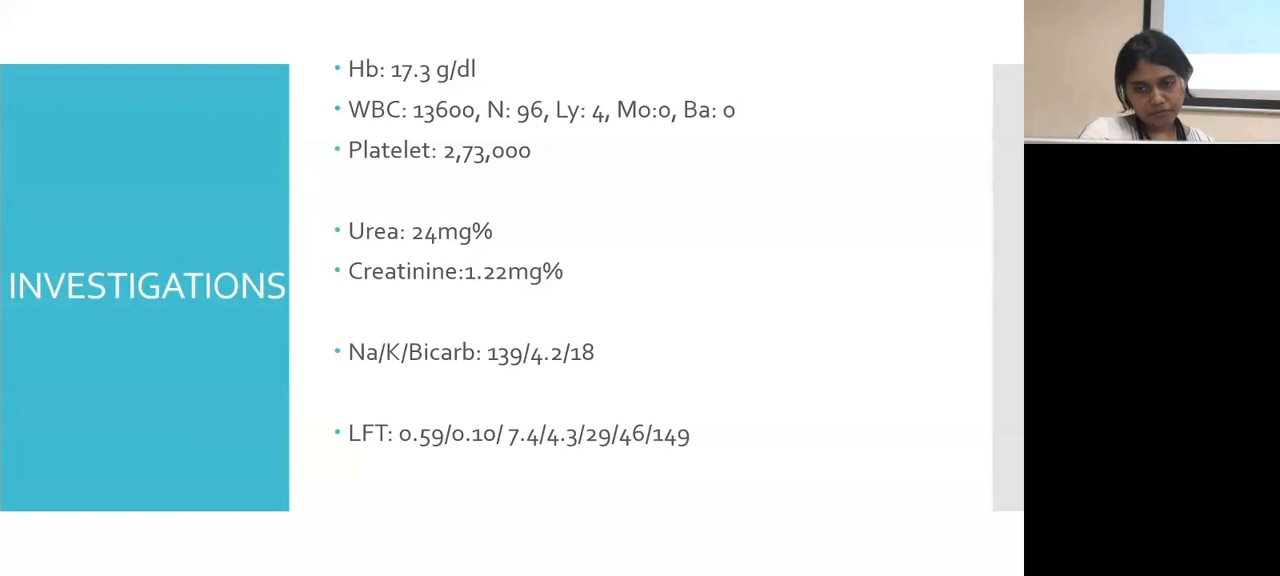 INVESTIGATIONS
• Hb: 17.3 g/dl
• WBC: 13600, N: 96, Ly: 4, Mo:0, Ba: 0
• Platelet: 2,73,000
• Urea: 24mg%
• Creatinine:1.22mg%
• Na/K/Bicarb: 139/4.2/18
• LFT: 0.59/0.10/ 7.4/4.3/29/46/149